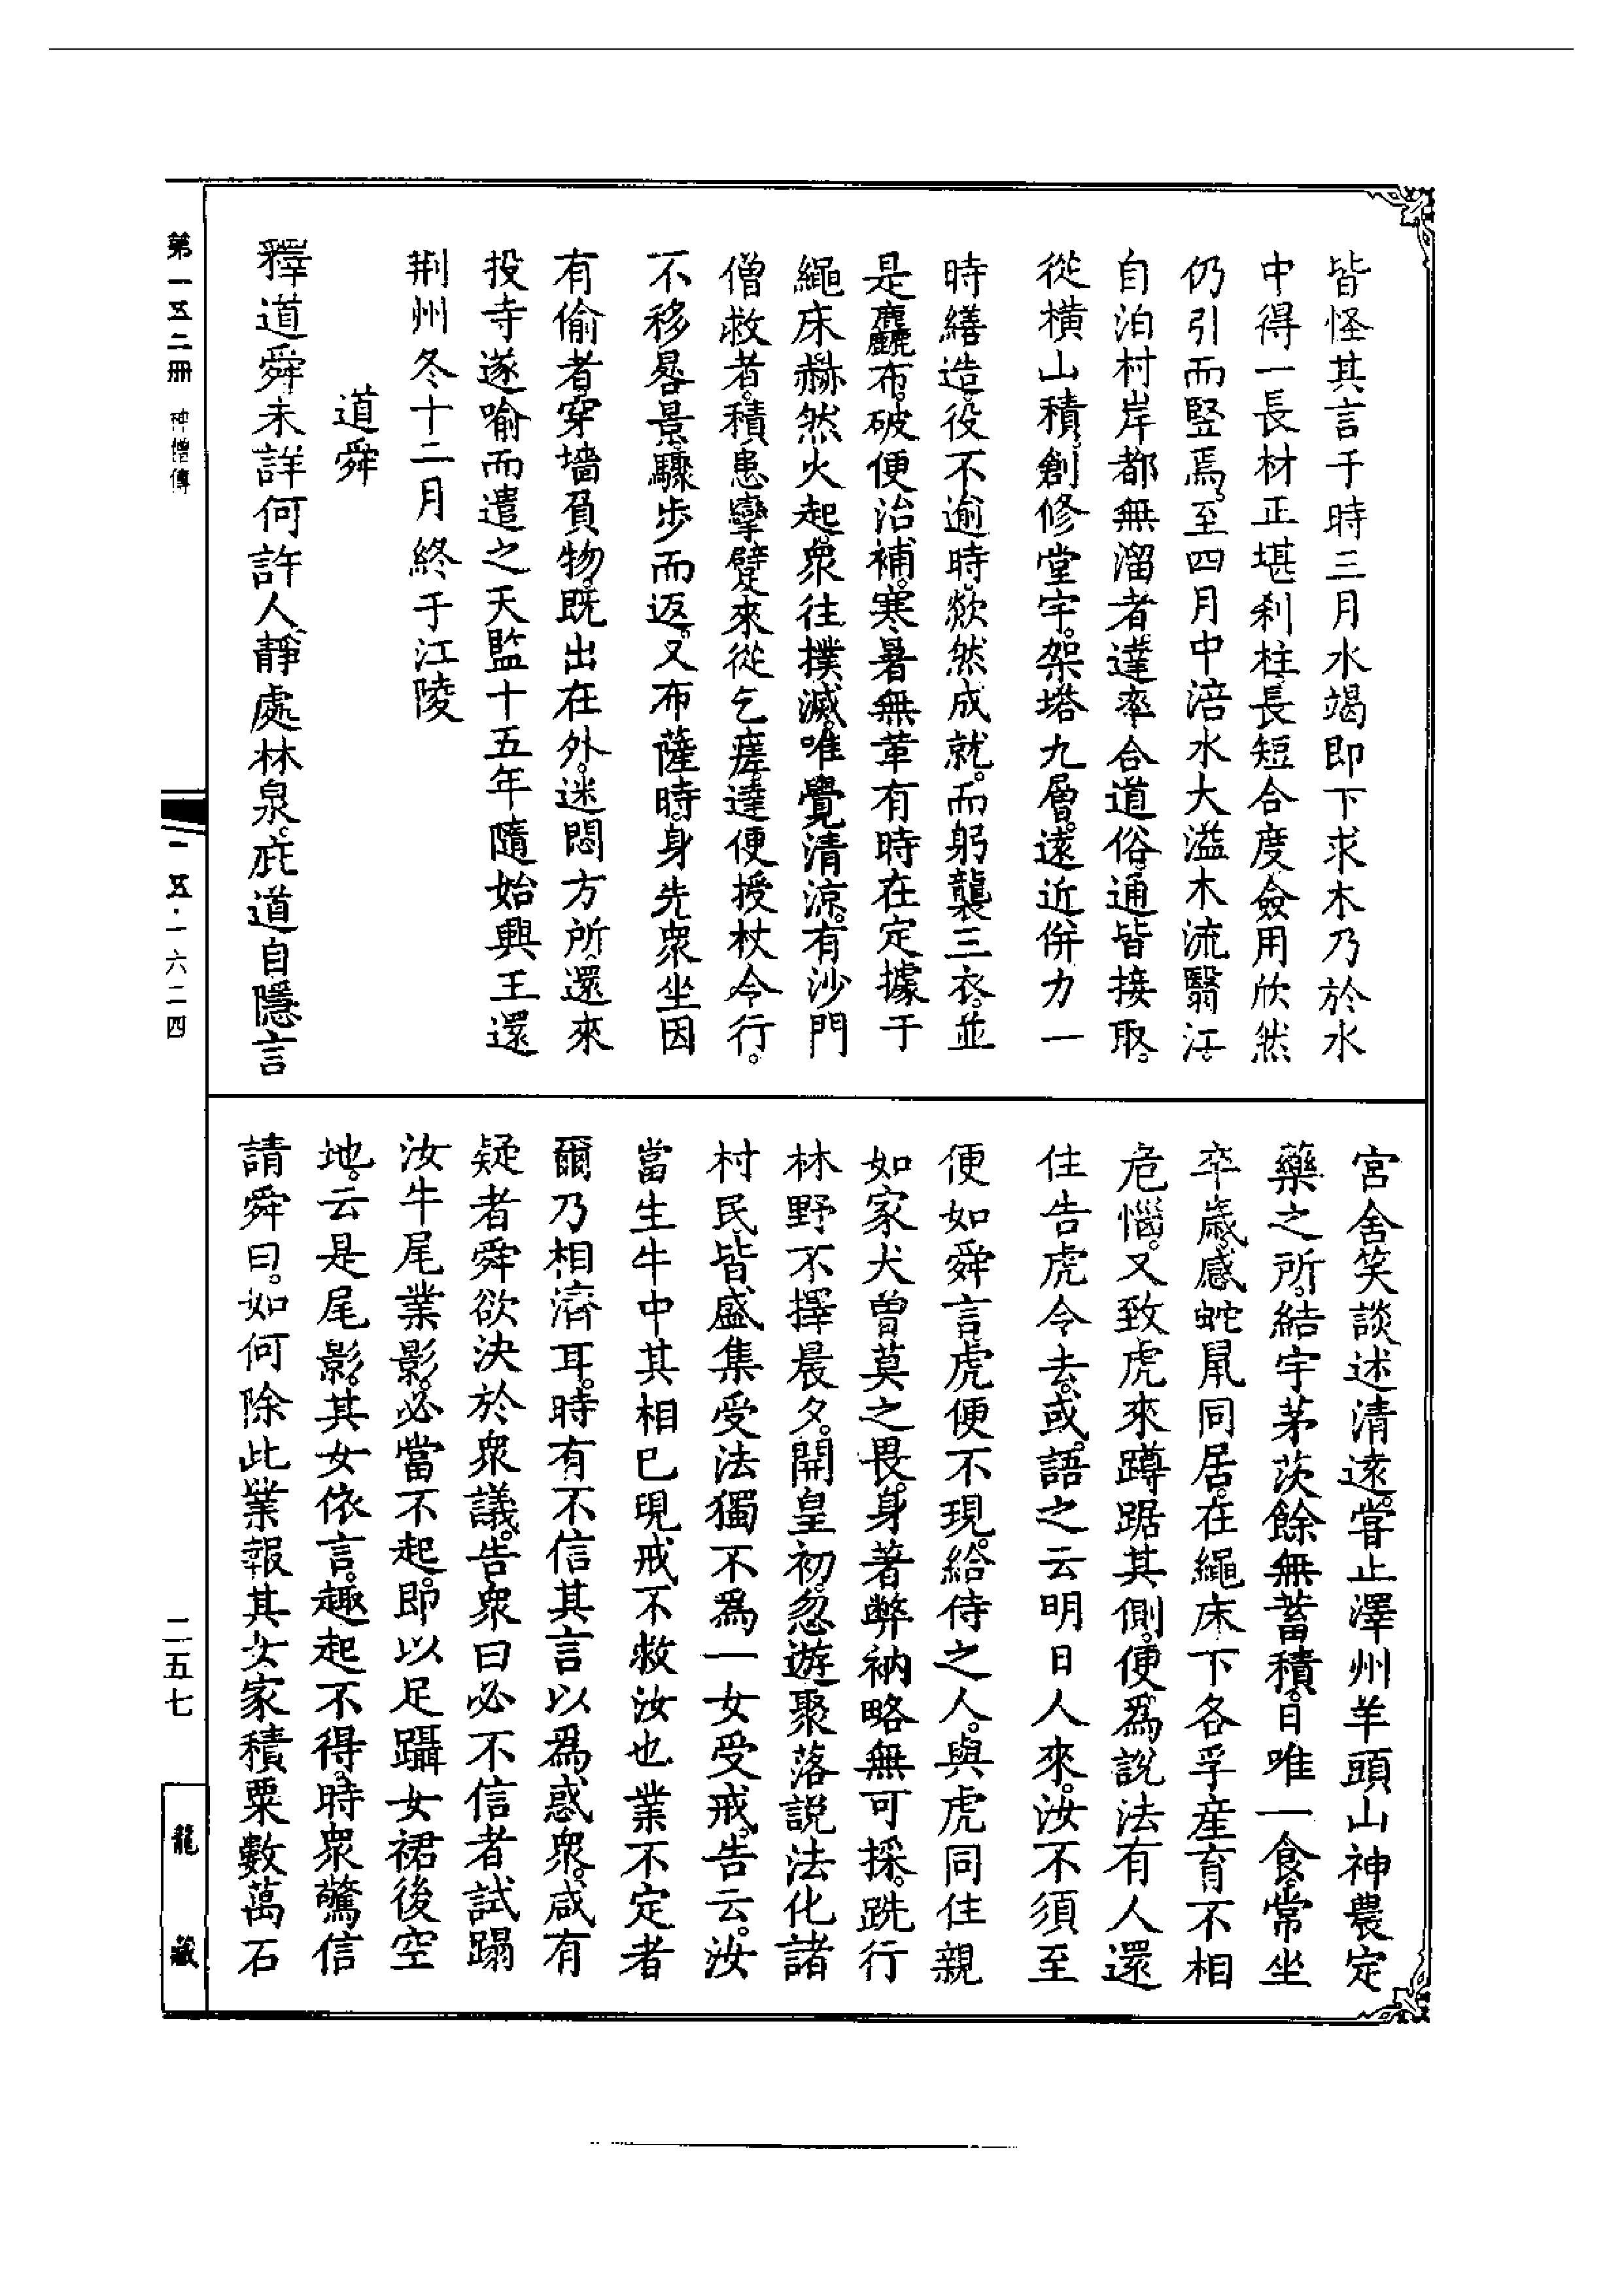 皆怪其言于時三月水竭即下求木乃於水
中得一長材正堪刹柱長短合度僉用欣然
仍引而竪焉。至四月中涪水大溢木流翳江。
自泊村岸都無溜者達率合道俗。通皆接取。
從橫山積。創修堂宇。架塔九層。遠近併力一
時繕造。役不逾時。欻然成就。而躬襲三衣。並
是麤布。破便治補。寒暑無革有時在定據于
繩床。赫然火起。衆往撲滅。唯覺清涼。有沙門
僧救者。積患攣躄來從乞瘥。達便授杖令行。
不移晷景。驟步而返。又布薩時。身先衆坐因
有偷者。穿墻負物。既出在外。迷悶方所還來
投寺遂喻而遣之天監十五年隨始興王還
荆州冬十二月終于江陵
道舜
釋道舜未詳何許人。靜處林泉。庇道自隱言
宮舍笑談述清遠。甞止澤州羊頭山神農定
藥之所。結宇茅茨餘無蓄積。日唯一食。常坐
卒歲。感蛇鼠同居。在繩床下各孚産育不相
危惱。又致虎來蹲踞其側。便爲說法有人還
住告虎令去。或語之云明日人來。汝不須至
便如舜言虎便不現。給侍之人。與虎同住親
如家犬曾莫之畏。身著弊衲略無可採。跣行
林野不擇晨夕。開皇初。忽遊聚落說法化諸
村民。皆盛集受法獨不爲一女受戒。告云。汝
當生牛中其相已現戒不救汝也業不定者
爾乃相濟耳。時有不信其言以爲惑衆。咸有
疑者舜欲決於衆議。告衆曰必不信者試蹋
汝牛尾業影。必當不起。即以足躡女裙後空
地。云是尾影。其女依言。趣起不得。時衆驚信
請舜曰。如何除此業報其女家積粟數萬石
第一五二冊 神僧傳
一五·一六二四
二五七
龍藏